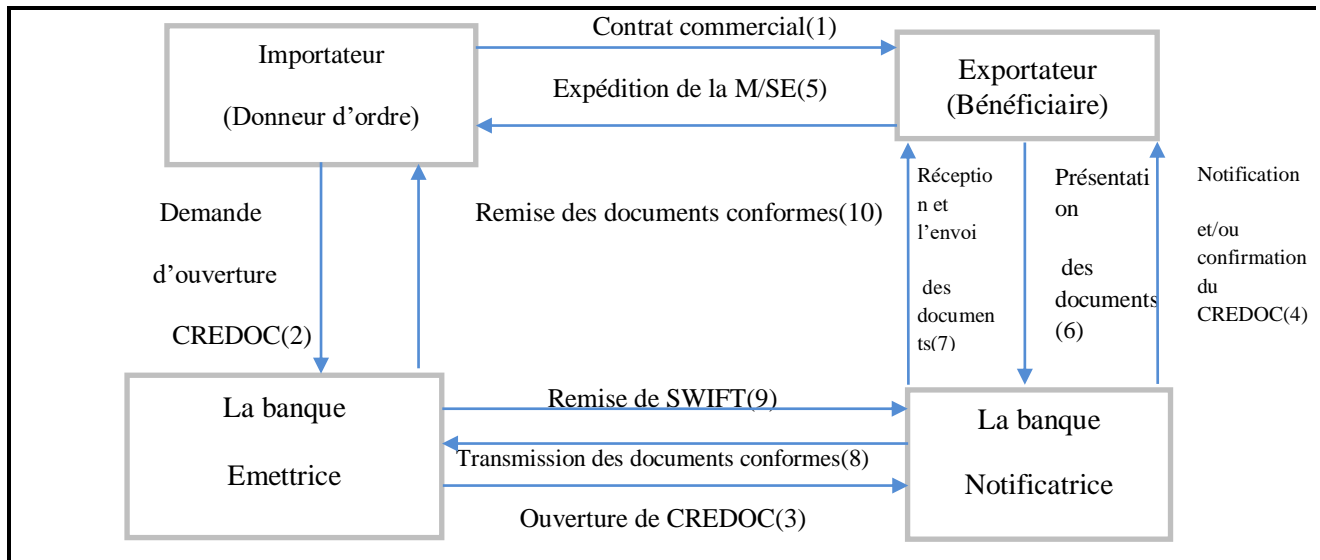 Contrat commercial(1)
Importateur
(Donneur d’ordre)
Exportateur
(Bénéficiaire)
Expédition de la M/SE(5)
Demande
d’ouverture
CREDOC(2)
Remise des documents conformes(10)
Réceptio
n et
l’envoi
des
documen
ts(7)
Présentati
on
des
documents
(6)
Notification
et/ou
confirmation
du
CREDOC(4)
La banque
Emettrice
Remise de SWIFT(9)
Transmission des documents conformes(8)
Ouverture de CREDOC(3)
La banque
Notificatrice